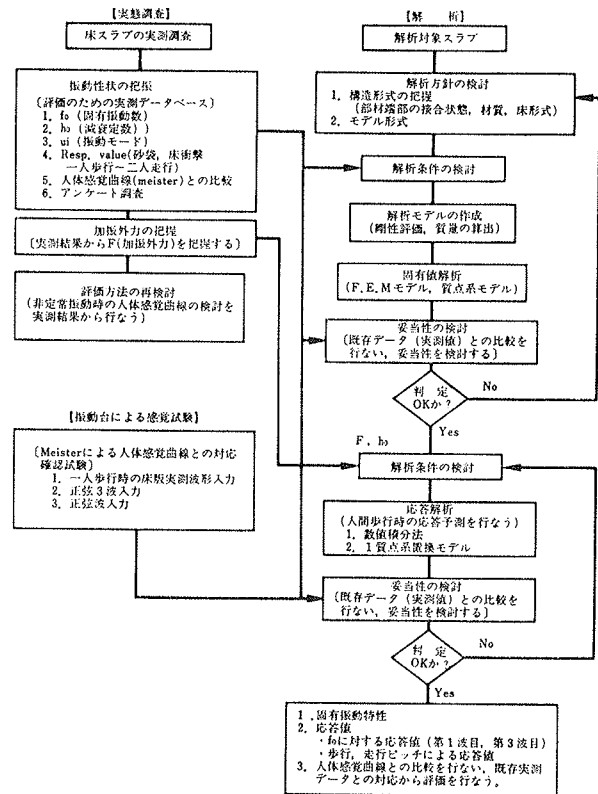 【実態調査】
床スラブの実測調査
振動性状の把握
〔評価のための実測データベース〕
1. f₀（固有振動数）
2. h₀（減衰定数））
3. ui（振動モード）
4. Resp. value(砂袋, 床衝撃
一人歩行～二人走行）
5. 人体感覚曲線(meister)との比較
6. アンケート調査
加振外力の把握
〔実測結果からF(加振外力)を把握する〕
評価方法の再検討
(非定常振動時の人体感覚曲線の検討を
実測結果から行なう）
【振動台による感覚試験】
〔Meisterによる人体感覚曲線との対応
確認試験〕
1. 一人歩行時の床版実測波形入力
2. 正弦3波入力
3. 正弦波入力
【解　析】
解析対象スラブ
解析方針の検討
1. 構造形式の把握
(部材端部の接合状態, 材質, 床形式)
2. モデル形式
解析条件の検討
解析モデルの作成
(剛性評価, 質量の算出)
固有値解析
(F.E.Mモデル, 質点系モデル)
妥当性の検討
〔既存データ（実測値）との比較を
行ない, 妥当性を検討する〕
判定
OKか?
No
Yes
F, h₀
解析条件の検討
応答解析
(人間歩行時の応答予測を行なう)
1. 数値積分法
2. 1質点系置換モデル
妥当性の検討
〔既存データ（実測値）との比較を
行ない, 妥当性を検討する〕
判定
OKか?
No
Yes
1. 固有振動特性
2. 応答値
・f₀に対する応答値（第1波目, 第3波目）
・歩行, 走行ピッチによる応答値
3. 人体感覚曲線との比較を行ない, 既存実測
データとの対応から評価を行なう。